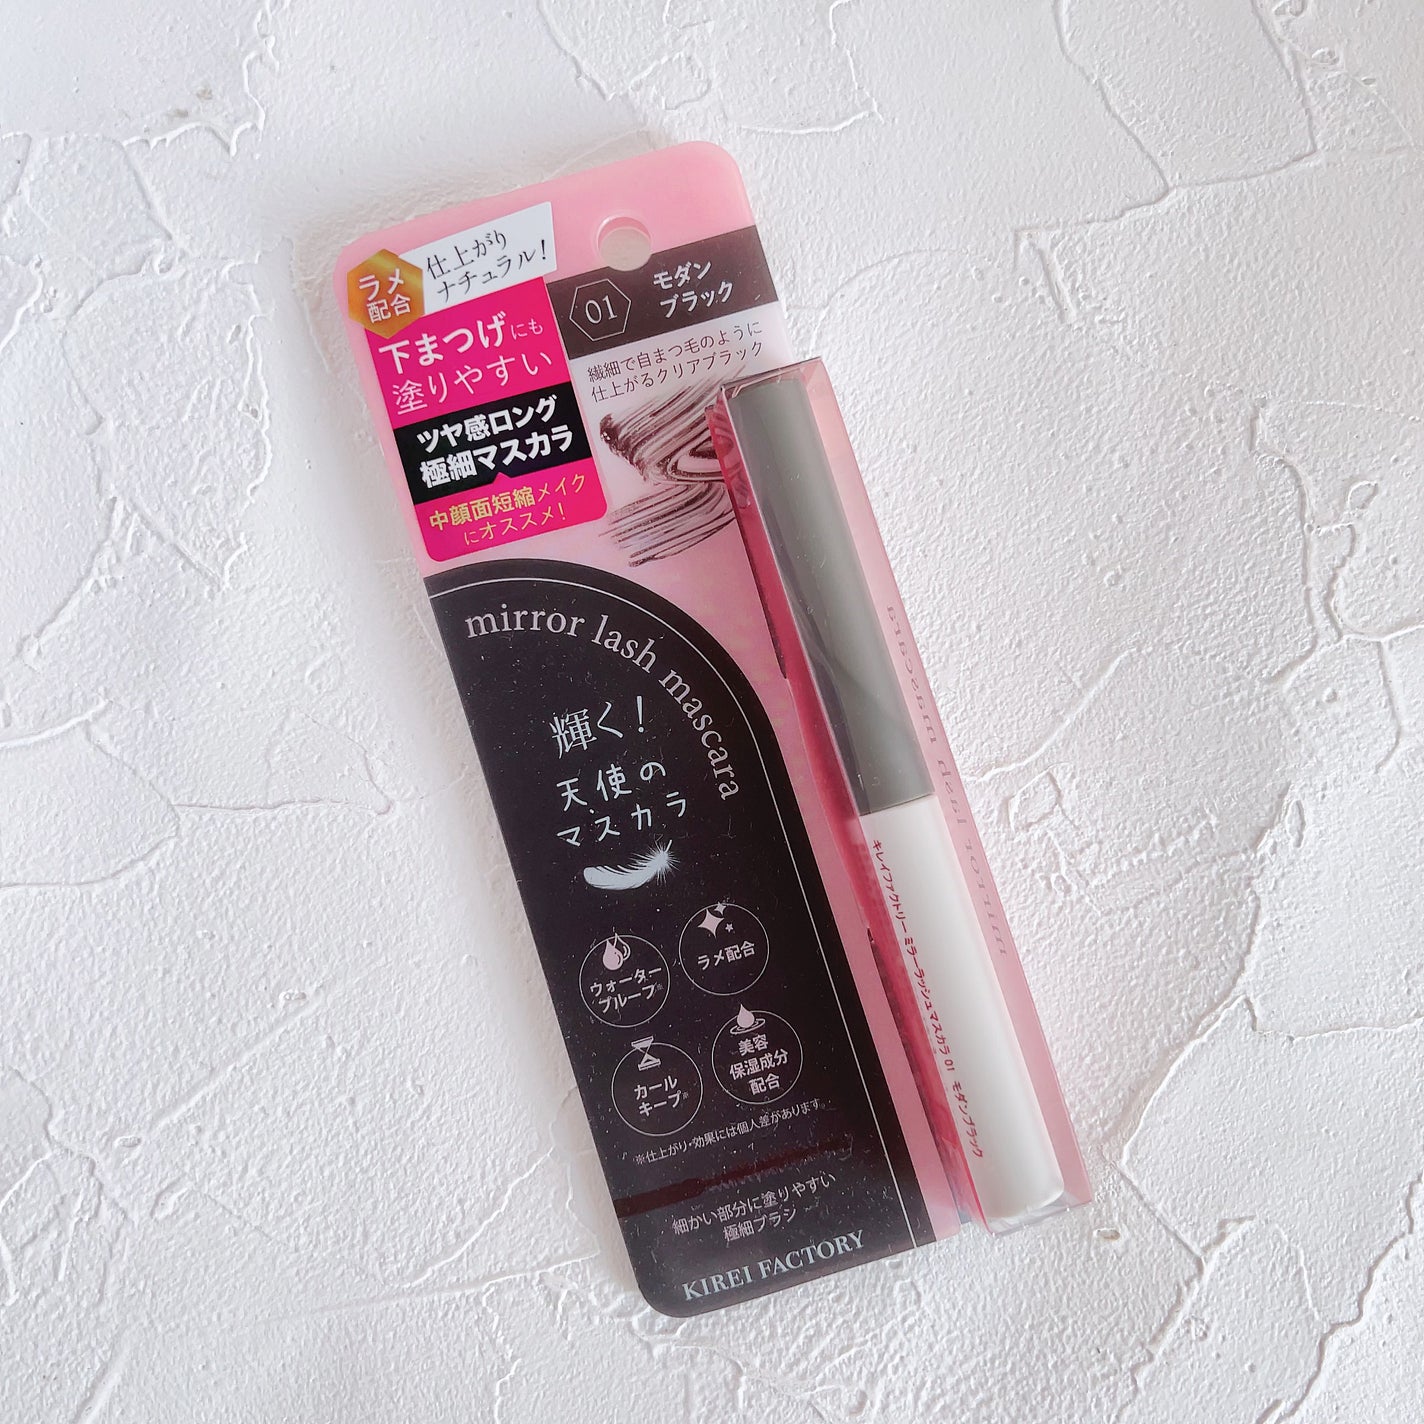 ラメ
配合
仕上がり
ナチュラル!
下まつげにも
塗りやすい
ツヤ感ロング
極細マスカラ
中顔面短縮メイク
にオススメ!
01
モダン
ブラック
繊細で自まつ毛のように
仕上がるクリアブラック
mirror lash mascara
輝く!
天使の
マスカラ
ウォーター
プルーフ※
ラメ配合
カール
キープ※
美容
保湿成分
配合
※仕上がり・効果には個人差があります。
細かい部分に塗りやすい
極細ブラシ
KIREI FACTORY
キレイファクトリー ミラーラッシュマスカラ 01 モダンブラック
mirror lash mascara